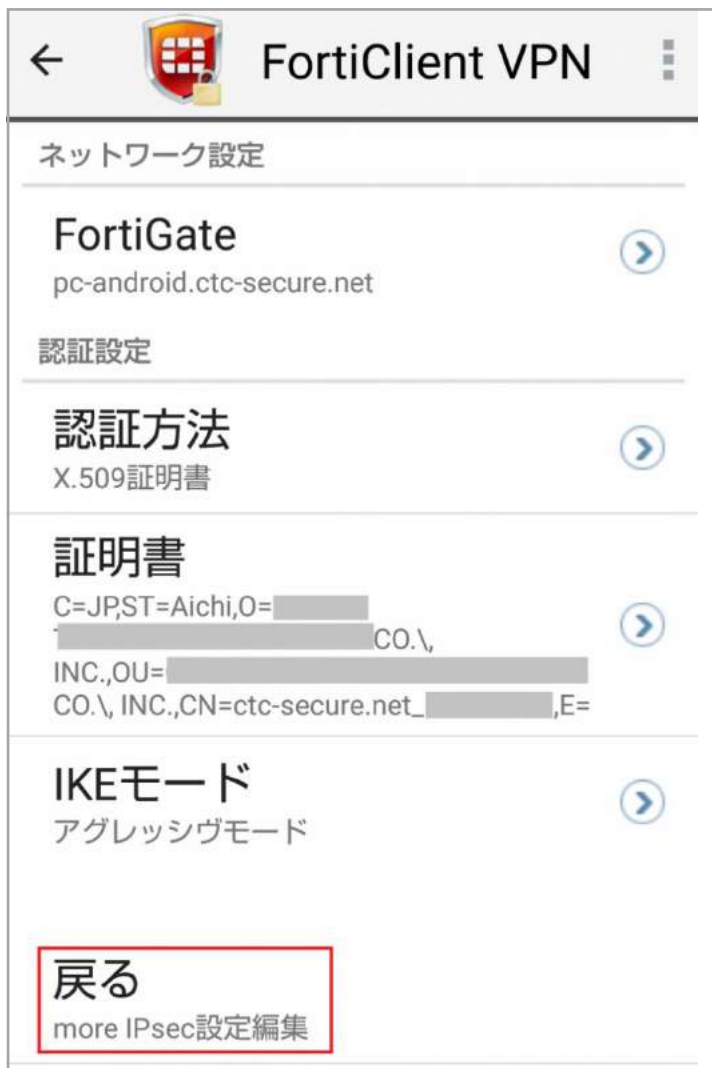 FortiClient VPN
ネットワーク設定
FortiGate
pc-android.ctc-secure.net
認証設定
認証方法
X.509証明書
証明書
C=JP,ST=Aichi,O=
CO.\,
INC.,OU=
CO.\, INC.,CN=ctc-secure.net_ ,E=
IKEモード
アグレッシヴモード
戻る
more IPsec設定編集